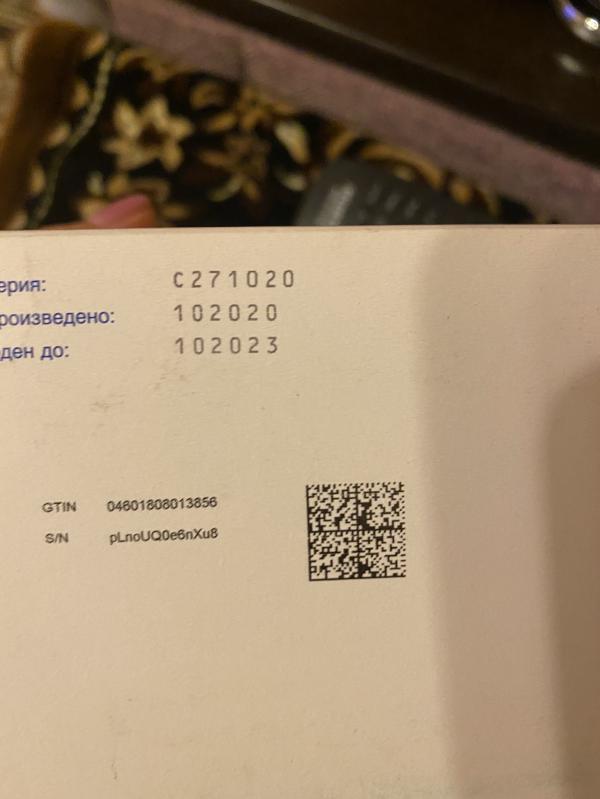 ерия: C271020
роизведено: 102020
ден до: 102023
GTIN 04601808013856
S/N pLnoUQ0e6nXu8